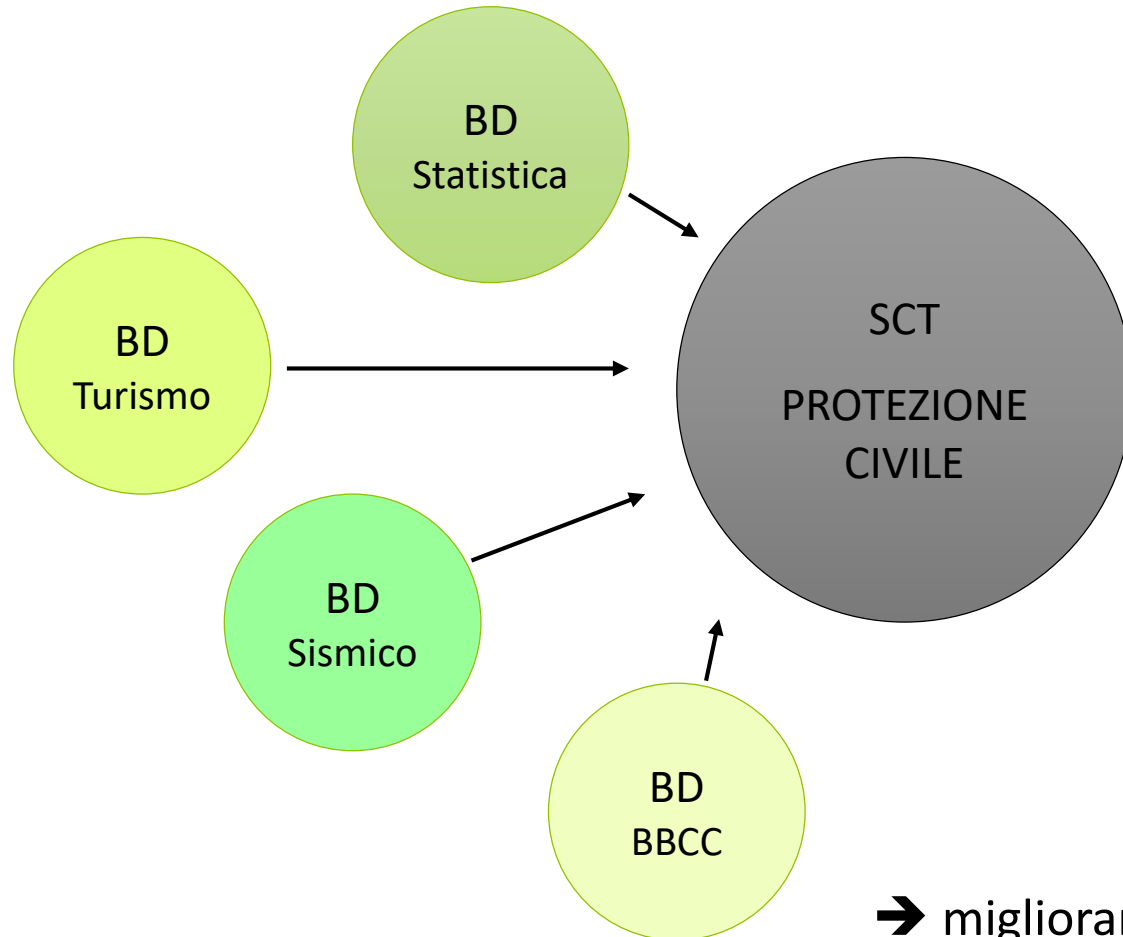 BD
Statistica
BD
Turismo
SCT
PROTEZIONE
CIVILE
BD
Sismico
BD
BBCC
➔